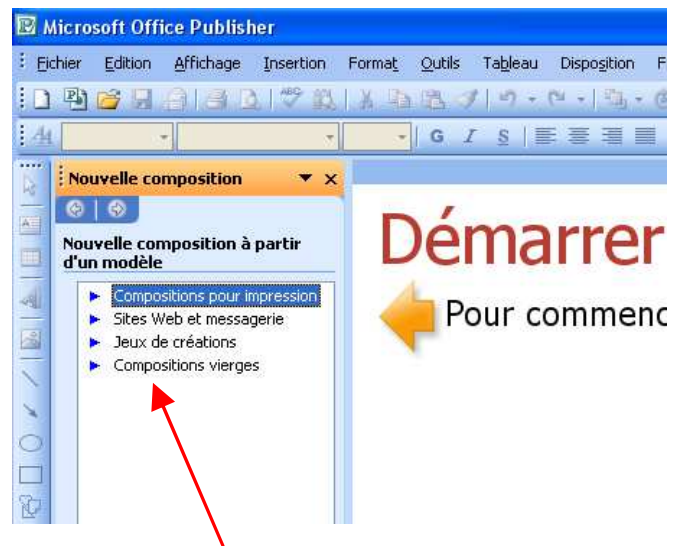 Microsoft Office Publisher
Fichier Edition Affichage Insertion Format Outils Tableau Disposition F
G I S
Nouvelle composition
Nouvelle composition à partir
d'un modèle
Compositions pour impression
Sites Web et messagerie
Jeux de créations
Compositions vierges
Démarrer
Pour commenc